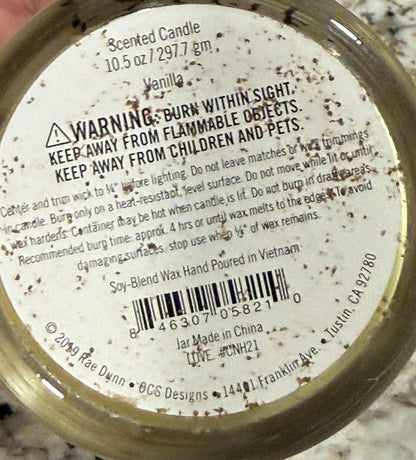 Scented Candle
10.5 oz / 297.7 gm
Vanilla
WARNING: BURN WITHIN SIGHT.
KEEP AWAY FROM FLAMMABLE OBJECTS.
KEEP AWAY FROM CHILDREN AND PETS.
Center and trim wick to ¼" before lighting. Do not leave matches or wick trimmings
in candle. Burn only on a heat-resistant, level surface. Do not move while lit or until
wax hardens. Container may be hot when candle is lit. Do not burn in drafty areas.
Recommended burn time: approx. 4 hrs or until wax melts to the edges. To avoid
damaging surfaces, stop use when ½" of wax remains.
Soy-Blend Wax Hand Poured in Vietnam
8 46307 05821 0
Jar Made in China
LOVE. #CNH21
© 2019 Rae Dunn • OCS Designs • 14401 Franklin Ave. • Tustin, CA 92780